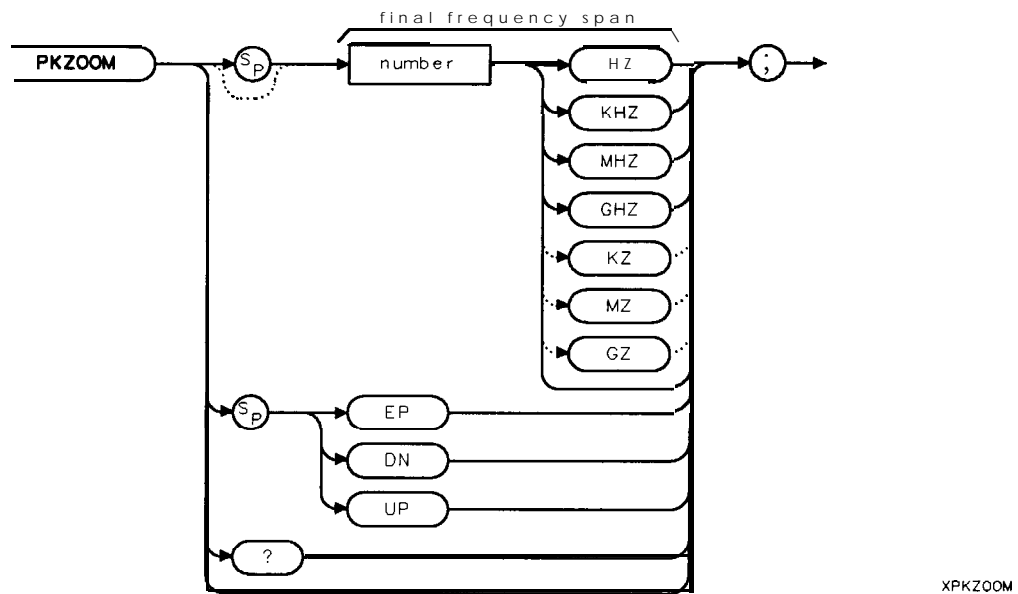 final frequency span
PKZOOM
SP
number
HZ
;
KHZ
MHZ
GHZ
KZ
MZ
GZ
SP
EP
DN
UP
?
XPKZOOM